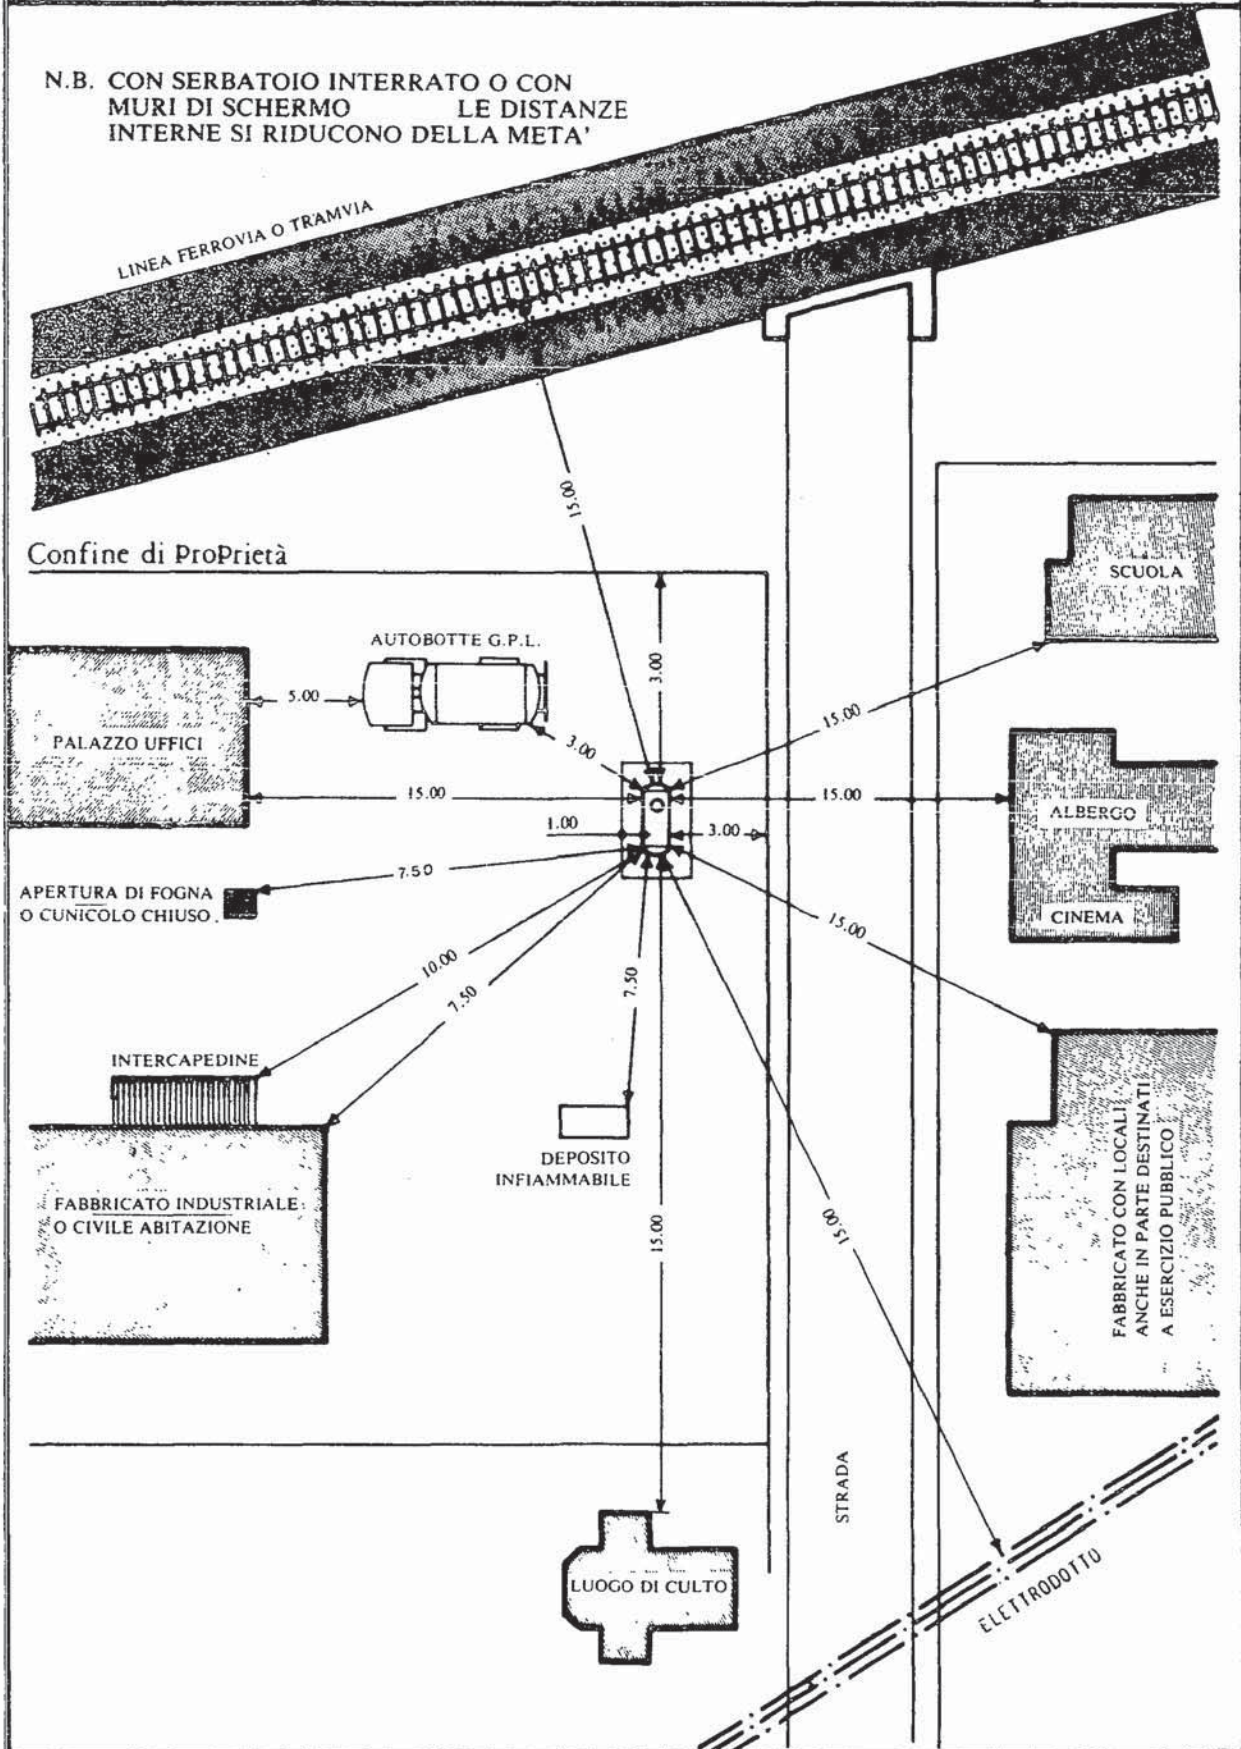 N.B. CON SERBATOIO INTERRATO O CON
MURI DI SCHERMO LE DISTANZE
INTERNE SI RIDUCONO DELLA META'
LINEA FERROVIA O TRAMVIA
15.00
Confine di ProPrietà
SCUOLA
AUTOBOTTE G.P.L.
3.00
5.00
15.00
3.00
PALAZZO UFFICI
15.00
15.00
ALBERGO
1.00
3.00
7.50
APERTURA DI FOGNA
O CUNICOLO CHIUSO.
CINEMA
15.00
10.00
7.50
7.50
INTERCAPEDINE
DEPOSITO
INFIAMMABILE
FABBRICATO INDUSTRIALE
O CIVILE ABITAZIONE
15.00
15.00
FABBRICATO CON LOCALI
ANCHE IN PARTE DESTINATI
A ESERCIZIO PUBBLICO
STRADA
LUOGO DI CULTO
ELETTRODOTTO